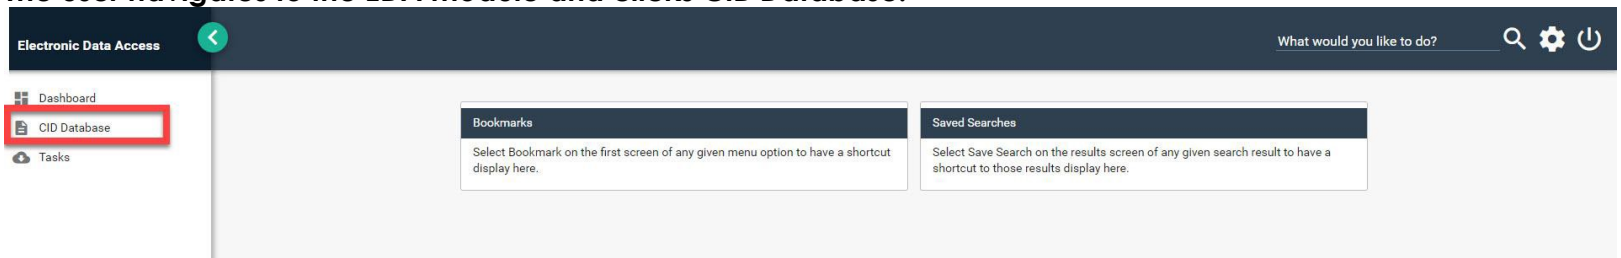 Electronic Data Access
What would you like to do?
Dashboard
CID Database
Tasks
Bookmarks
Select Bookmark on the first screen of any given menu option to have a shortcut
display here.
Saved Searches
Select Save Search on the results screen of any given search result to have a
shortcut to those results display here.